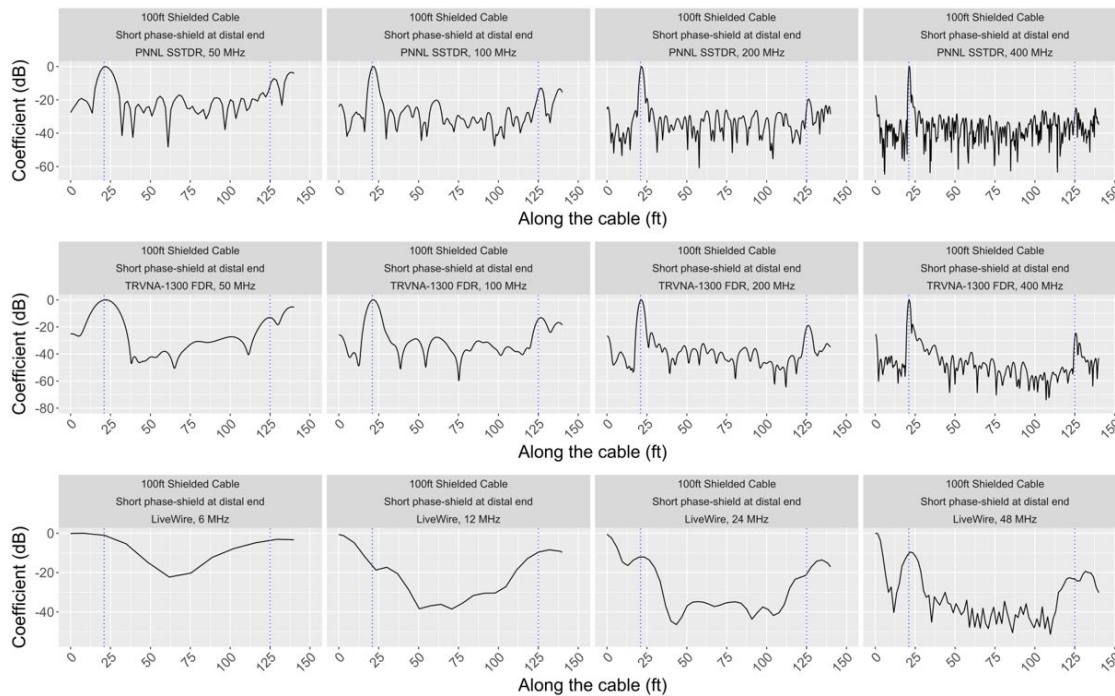 100ft Shielded Cable
Short phase-shield at distal end
PNNL SSTDR, 50 MHz
100ft Shielded Cable
Short phase-shield at distal end
PNNL SSTDR, 100 MHz
100ft Shielded Cable
Short phase-shield at distal end
PNNL SSTDR, 200 MHz
100ft Shielded Cable
Short phase-shield at distal end
PNNL SSTDR, 400 MHz
Coefficient (dB)
0
-20
-40
-60
0 25 50 75 100 125 150
0 25 50 75 100 125 150
0 25 50 75 100 125 150
0 25 50 75 100 125 150
Along the cable (ft)
100ft Shielded Cable
Short phase-shield at distal end
TRVNA-1300 FDR, 50 MHz
100ft Shielded Cable
Short phase-shield at distal end
TRVNA-1300 FDR, 100 MHz
100ft Shielded Cable
Short phase-shield at distal end
TRVNA-1300 FDR, 200 MHz
100ft Shielded Cable
Short phase-shield at distal end
TRVNA-1300 FDR, 400 MHz
Coefficient (dB)
0
-20
-40
-60
-80
0 25 50 75 100 125 150
0 25 50 75 100 125 150
0 25 50 75 100 125 150
0 25 50 75 100 125 150
Along the cable (ft)
100ft Shielded Cable
Short phase-shield at distal end
LiveWire, 6 MHz
100ft Shielded Cable
Short phase-shield at distal end
LiveWire, 12 MHz
100ft Shielded Cable
Short phase-shield at distal end
LiveWire, 24 MHz
100ft Shielded Cable
Short phase-shield at distal end
LiveWire, 48 MHz
Coefficient (dB)
0
-20
-40
0 25 50 75 100 125 150
0 25 50 75 100 125 150
0 25 50 75 100 125 150
0 25 50 75 100 125 150
Along the cable (ft)